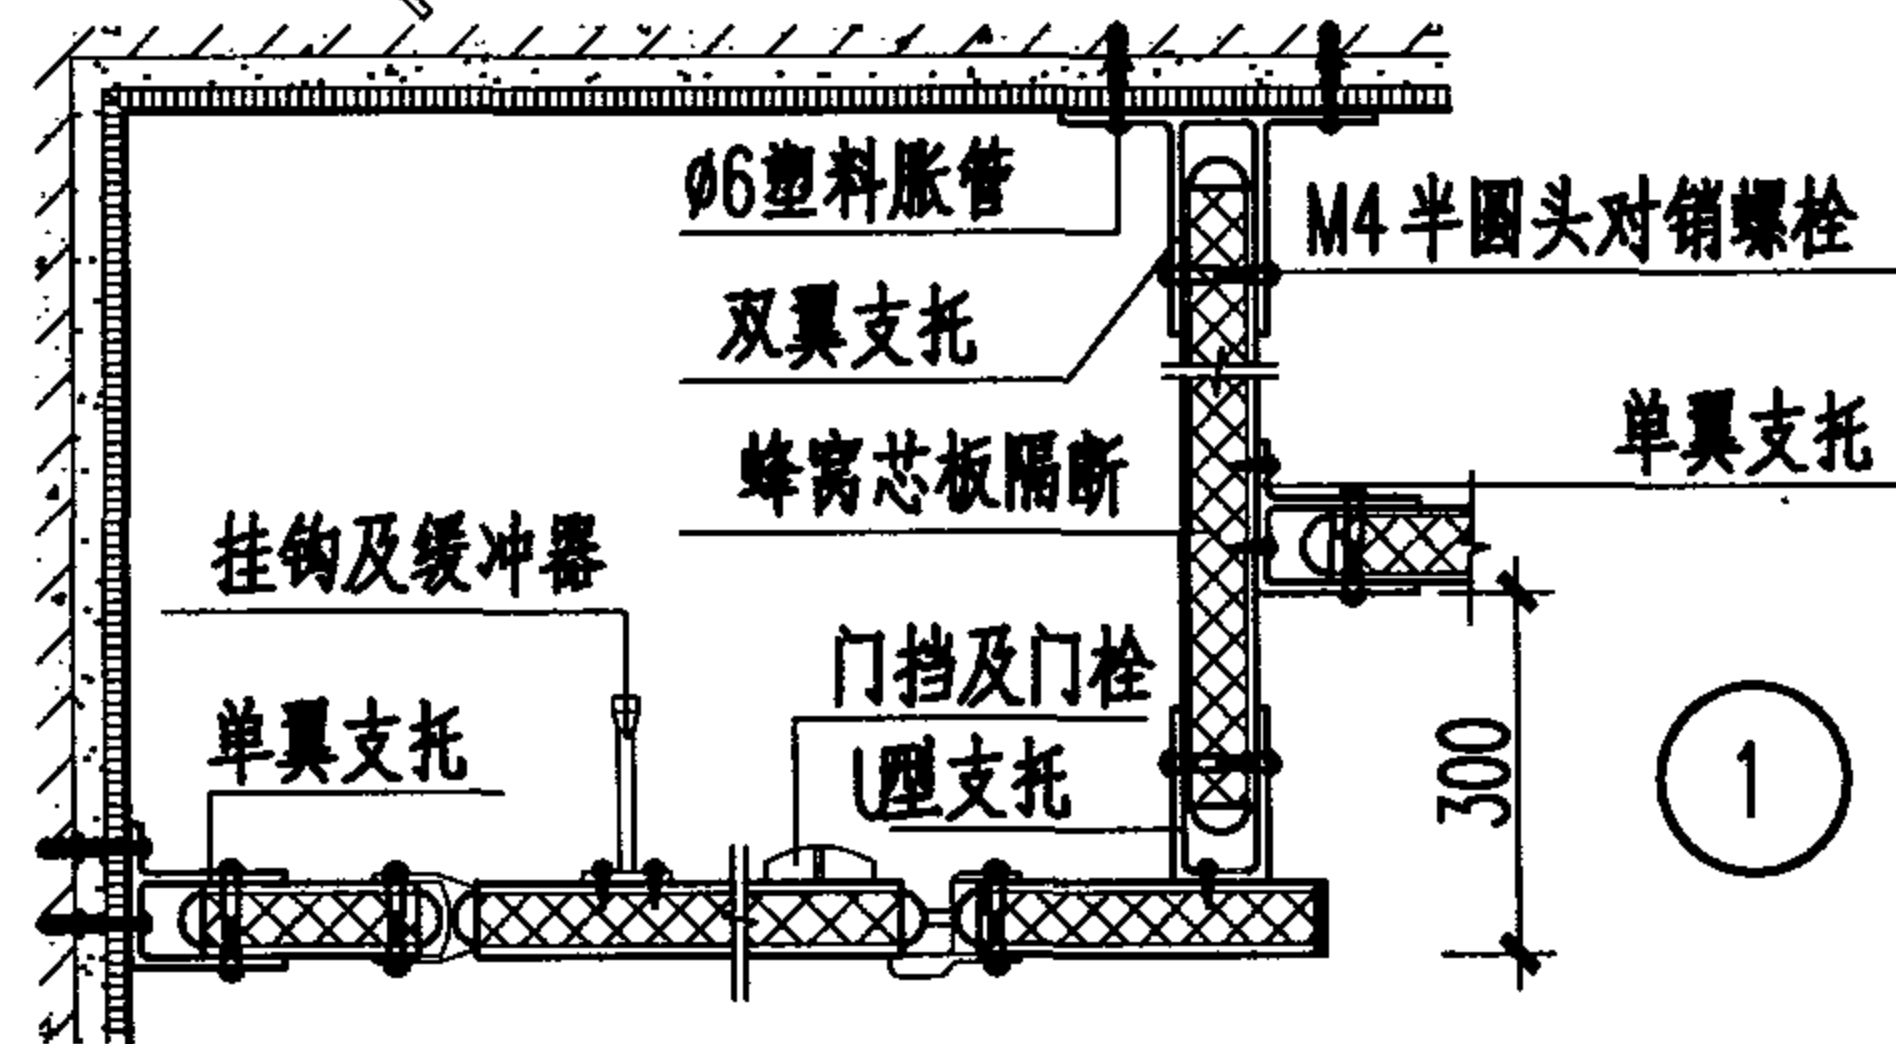 ø6塑料胀管
M4半圆头对销螺栓
双翼支托
单翼支托
蜂窝芯板隔断
挂钩及缓冲器
门挡及门栓
单翼支托
U型支托
300
1